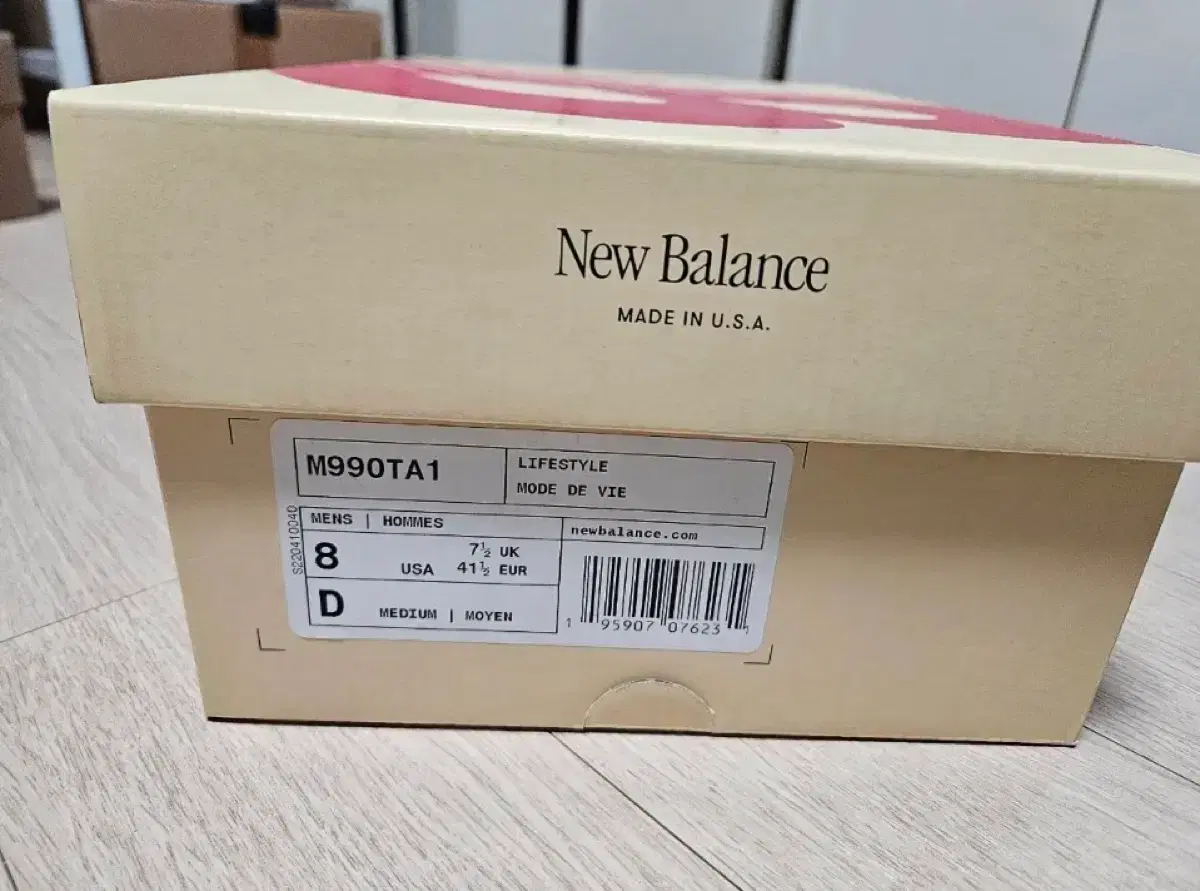 New Balance
MADE IN U.S.A.
M990TA1
LIFESTYLE
MODE DE VIE
S220410040
MENS | HOMMES
8
7½ UK
USA 41½ EUR
D
MEDIUM | MOYEN
newbalance.com
1 95907 07623 1